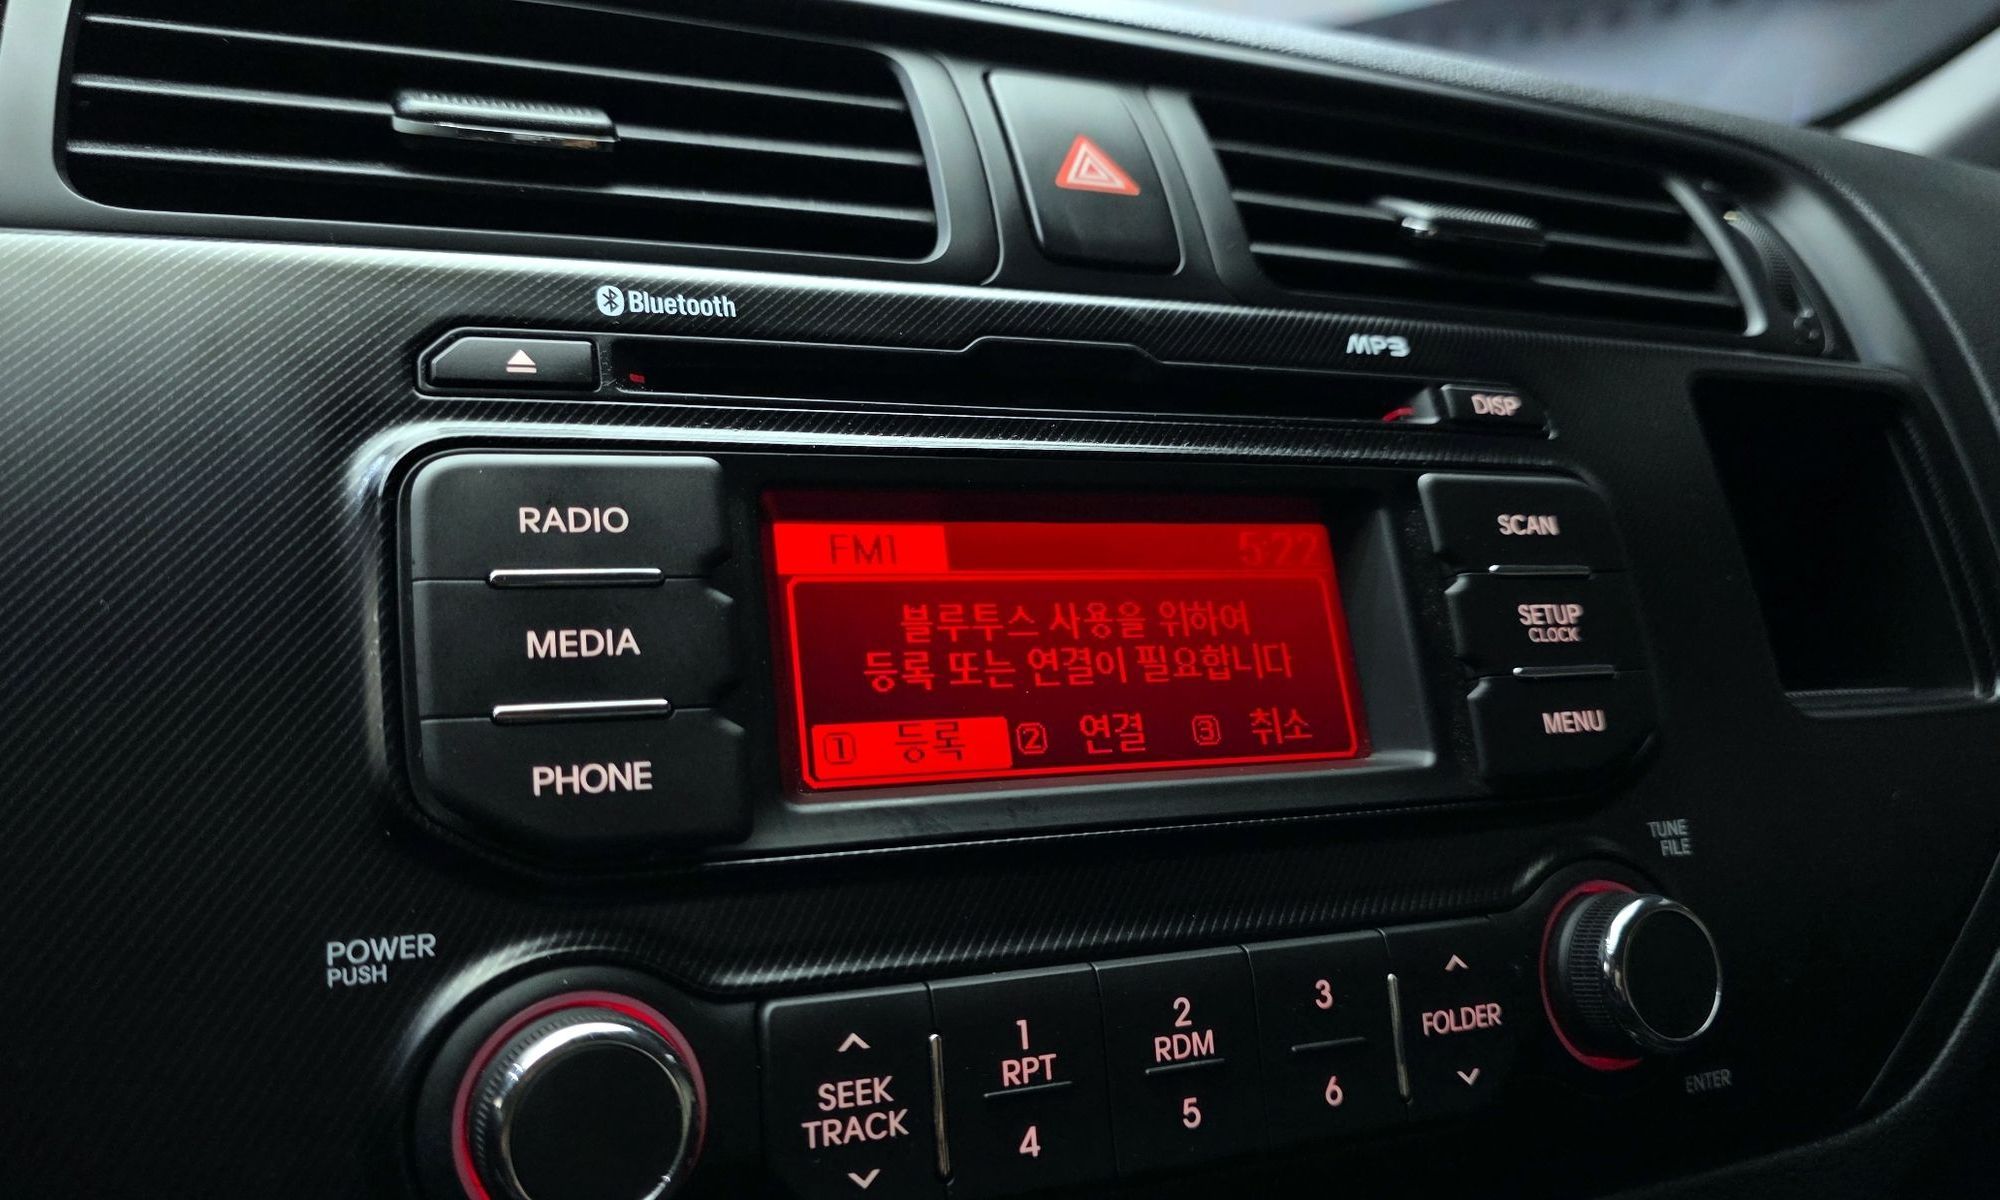 Bluetooth
MP3
DISP
RADIO
MEDIA
PHONE
FM1 5:22
블루투스 사용을 위하여
등록 또는 연결이 필요합니다
1 등록 2 연결 3 취소
SCAN
SETUP
CLOCK
MENU
TUNE
FILE
POWER
PUSH
SEEK
TRACK
1
RPT
4
2
RDM
5
3
6
FOLDER
ENTER